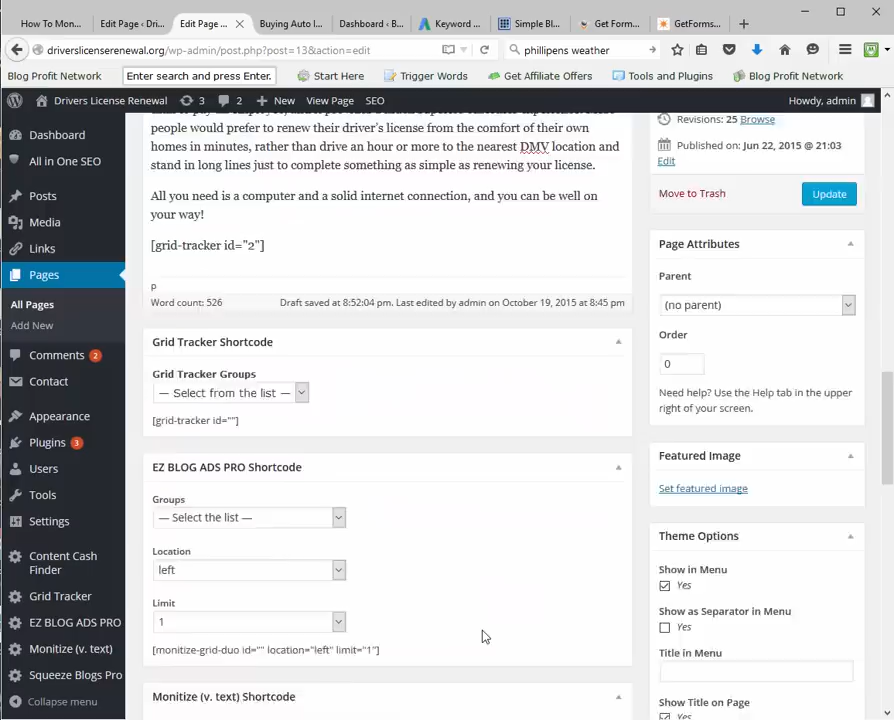 How To Mon...
Edit Page ‹ Dri...
Edit Page ...
Buying Auto I...
Dashboard ‹ B...
Keyword ...
Simple Bl...
Get Form...
GetForms...
driverslicenserenewal.org/wp-admin/post.php?post=13&action=edit
phillipens weather
Blog Profit Network
Enter search and press Enter.
Start Here
Trigger Words
Get Affiliate Offers
Tools and Plugins
Blog Profit Network
Drivers License Renewal
3
2
New
View Page
SEO
Howdy, admin
Dashboard
All in One SEO
Posts
Media
Links
Pages
All Pages
Add New
Comments 2
Contact
Appearance
Plugins 3
Users
Tools
Settings
Content Cash
Finder
Grid Tracker
EZ BLOG ADS PRO
Monitize (v. text)
Squeeze Blogs Pro
Collapse menu
people would prefer to renew their driver's license from the comfort of their own
homes in minutes, rather than drive an hour or more to the nearest DMV location and
stand in long lines just to complete something as simple as renewing your license.
All you need is a computer and a solid internet connection, and you can be well on
your way!
[grid-tracker id="2"]
p
Word count: 526
Draft saved at 8:52:04 pm. Last edited by admin on October 19, 2015 at 8:45 pm
Grid Tracker Shortcode
Grid Tracker Groups
— Select from the list —
[grid-tracker id=""]
EZ BLOG ADS PRO Shortcode
Groups
— Select the list —
Location
left
Limit
1
[monitize-grid-duo id="" location="left" limit="1"]
Monitize (v. text) Shortcode
Revisions: 25 Browse
Published on: Jun 22, 2015 @ 21:03
Edit
Move to Trash
Update
Page Attributes
Parent
(no parent)
Order
0
Need help? Use the Help tab in the upper
right of your screen.
Featured Image
Set featured image
Theme Options
Show in Menu
Yes
Show as Separator in Menu
Yes
Title in Menu
Show Title on Page
Yes